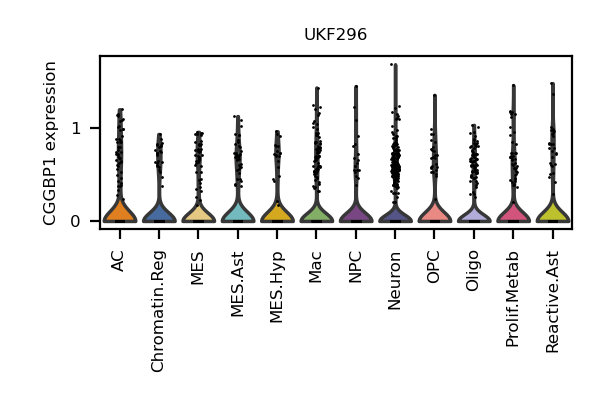 UKF296
CGGBP1 expression
1
0
AC
Chromatin.Reg
MES
MES.Ast
MES.Hyp
Mac
NPC
Neuron
OPC
Oligo
Prolif.Metab
Reactive.Ast